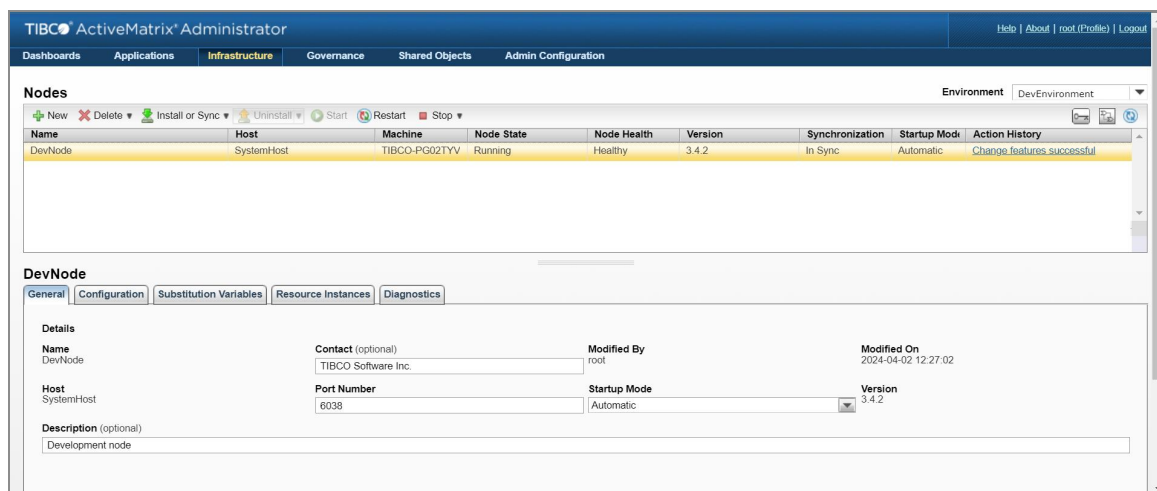 TIBCO ActiveMatrix Administrator
Help | About | root (Profile) | Logout
Dashboards Applications Infrastructure Governance Shared Objects Admin Configuration
Nodes
Environment DevEnvironment
New Delete Install or Sync Uninstall Start Restart Stop
Name Host Machine Node State Node Health Version Synchronization Startup Mode Action History
DevNode SystemHost TIBCO-PG02TYV Running Healthy 3.4.2 In Sync Automatic Change features successful
DevNode
General Configuration Substitution Variables Resource Instances Diagnostics
Details
Name Contact (optional) Modified By Modified On
DevNode TIBCO Software Inc. root 2024-04-02 12:27:02
Host Port Number Startup Mode Version
SystemHost 6038 Automatic 3.4.2
Description (optional)
Development node